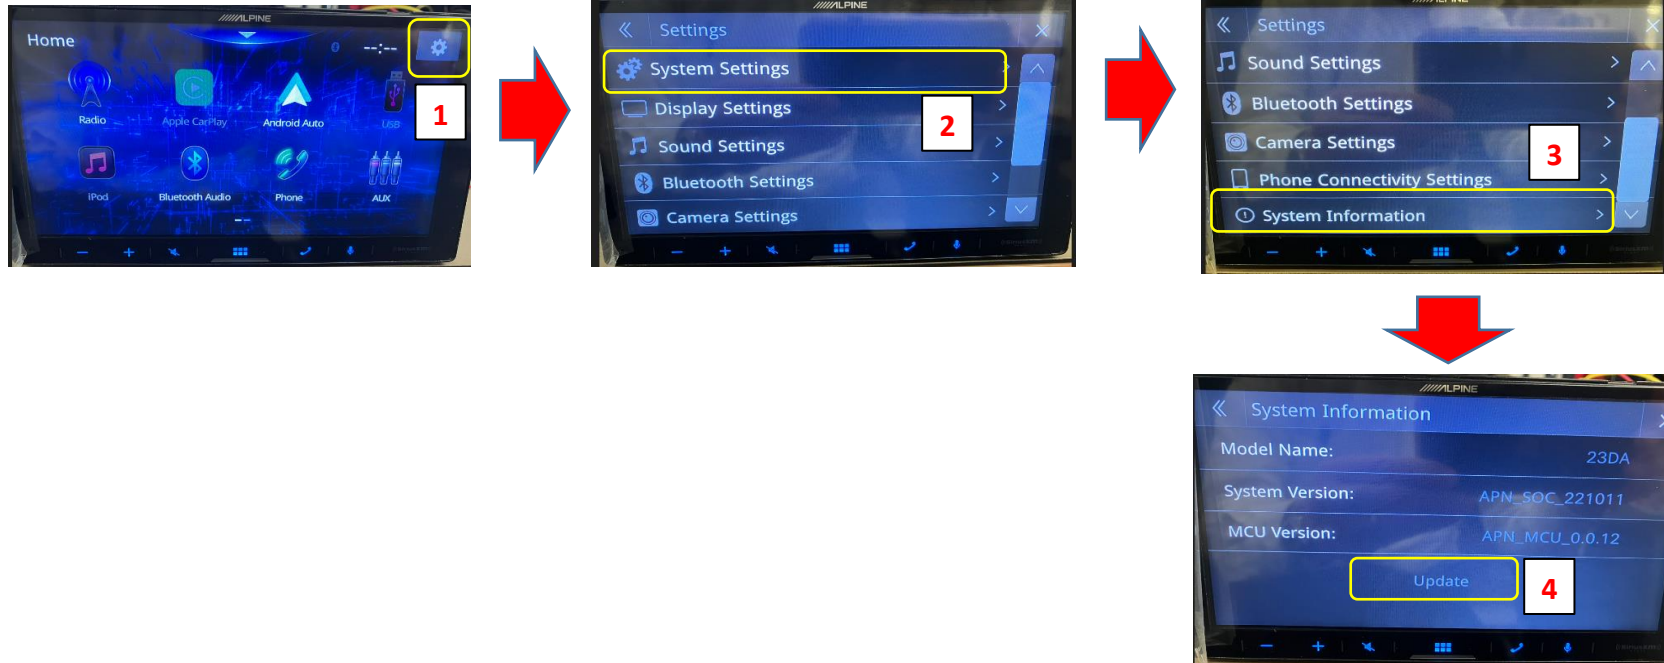 ALPINE
Home
--:--
Radio
Apple CarPlay
Android Auto
USB
1
iPod
Bluetooth Audio
Phone
AUX
--
ALPINE
Settings
System Settings
Display Settings
2
Sound Settings
Bluetooth Settings
Camera Settings
ALPINE
Settings
Sound Settings
Bluetooth Settings
Camera Settings
3
Phone Connectivity Settings
System Information
ALPINE
System Information
Model Name: 23DA
System Version: APN_SOC_221011
MCU Version: APN_MCU_0.0.12
Update
4